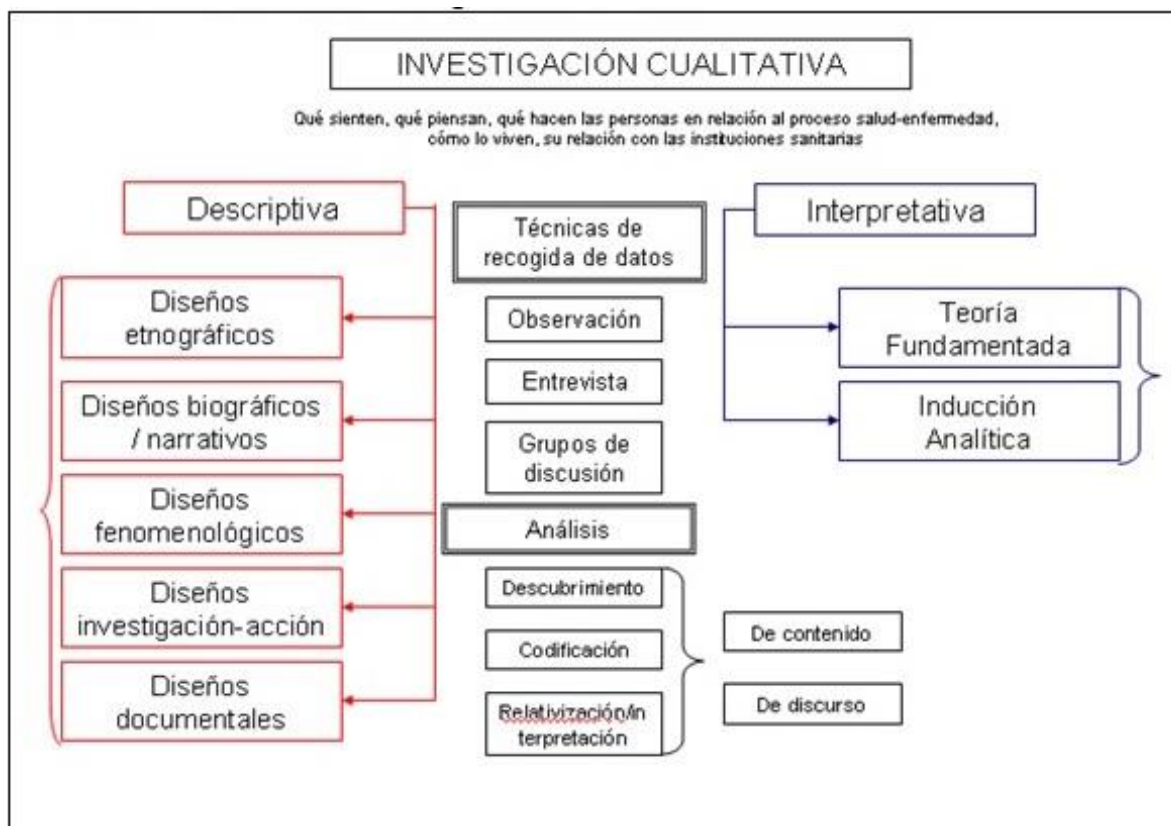 INVESTIGACIÓN CUALITATIVA
Qué sienten, qué piensan, qué hacen las personas en relación al proceso salud-enfermedad,
cómo lo viven, su relación con las instituciones sanitarias
Descriptiva
Diseños
etnográficos
Diseños biográficos
/ narrativos
Diseños
fenomenológicos
Diseños
investigación-acción
Diseños
documentales
Técnicas de
recogida de datos
Observación
Entrevista
Grupos de
discusión
Análisis
Descubrimiento
Codificación
Relativización/in
terpretación
De contenido
De discurso
Interpretativa
Teoría
Fundamentada
Inducción
Analítica